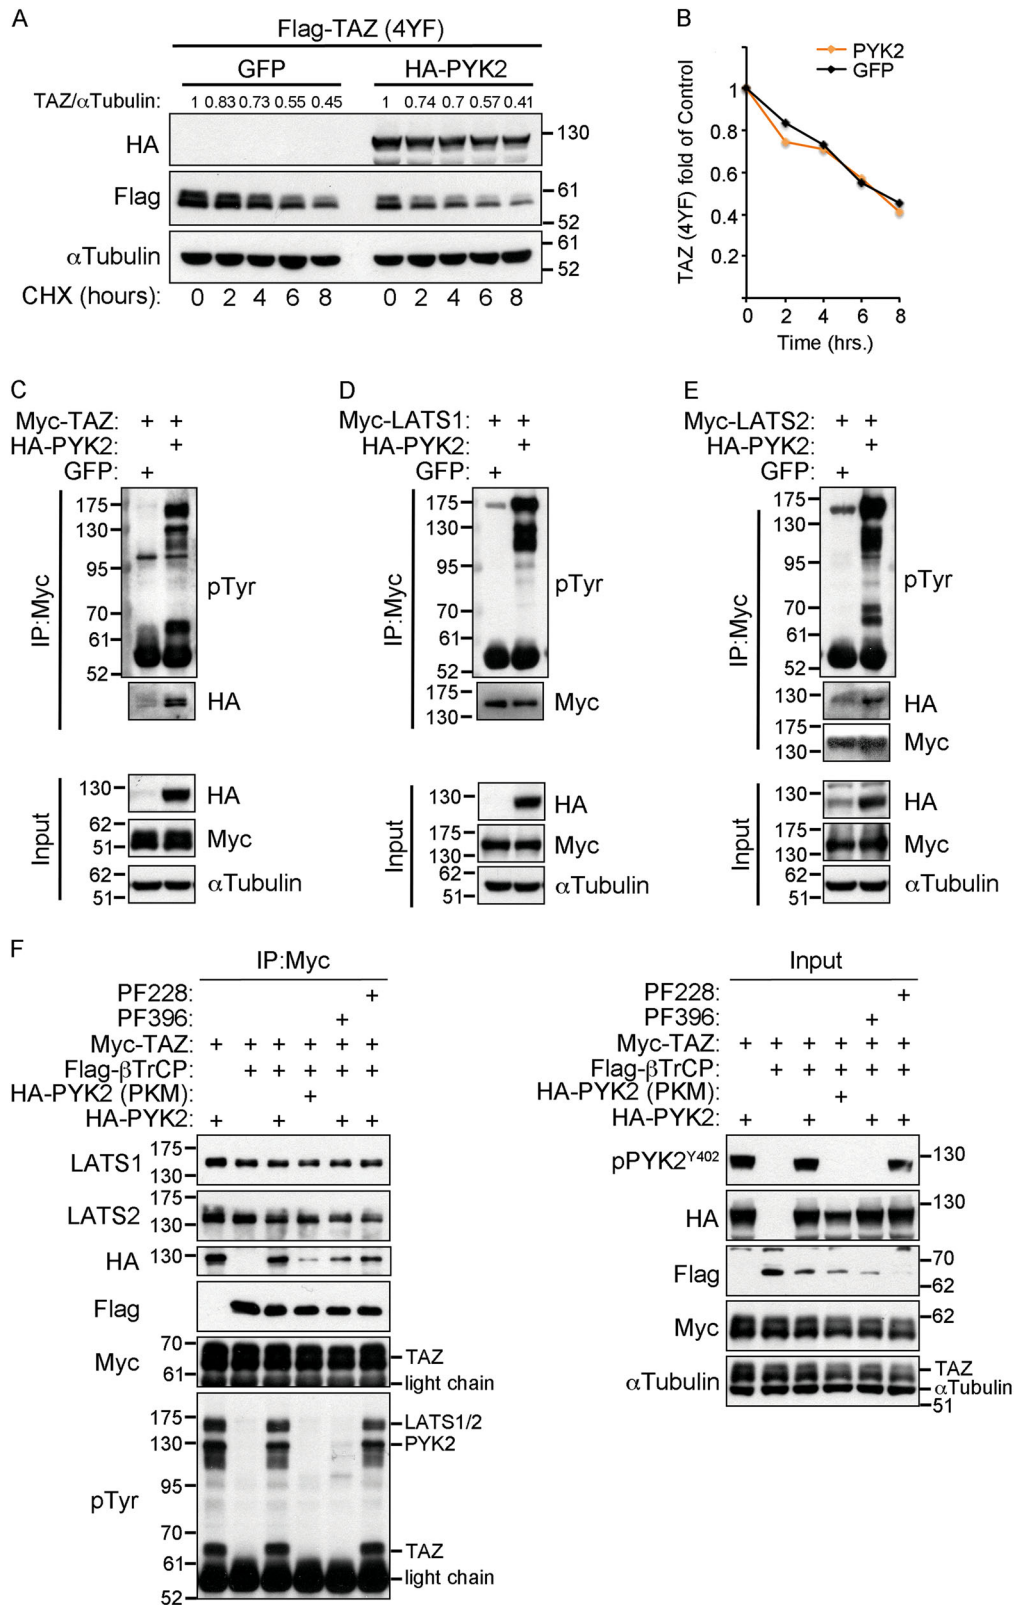 A
Flag-TAZ (4YF)
GFP HA-PYK2
TAZ/αTubulin: 1 0.83 0.73 0.55 0.45 1 0.74 0.7 0.57 0.41
HA 130
Flag 61
52
αTubulin 61
52
CHX (hours): 0 2 4 6 8 0 2 4 6 8
B
PYK2
GFP
TAZ (4YF) fold of Control
1
0.8
0.6
0.4
0.2
0 2 4 6 8
Time (hrs.)
C
Myc-TAZ: + +
HA-PYK2: +
GFP: +
IP:Myc
175
130
95
70
61
52
pTyr
HA
Input
130 HA
62
51 Myc
62
51 αTubulin
D
Myc-LATS1: + +
HA-PYK2: +
GFP: +
IP:Myc
175
130
95
70
61
52
pTyr
175
130 Myc
Input
130 HA
175
130 Myc
62
51 αTubulin
E
Myc-LATS2: + +
HA-PYK2: +
GFP: +
IP:Myc
175
130
95
70
61
52
pTyr
130 HA
175
130 Myc
Input
130 HA
175
130 Myc
62
51 αTubulin
F
IP:Myc
PF228: +
PF396: +
Myc-TAZ: + + + + + +
Flag-βTrCP: + + + + +
HA-PYK2 (PKM): +
HA-PYK2: + + + +
LATS1 175
130
LATS2 175
130
HA 130
Flag
Myc 70
61
TAZ
light chain
pTyr
175
130
95
70
61
52
LATS1/2
PYK2
TAZ
light chain
Input
PF228: +
PF396: +
Myc-TAZ: + + + + + +
Flag-βTrCP: + + + + +
HA-PYK2 (PKM): +
HA-PYK2: + + + +
pPYK2Y402 130
HA 130
Flag 70
62
Myc 62
αTubulin TAZ
αTubulin
51